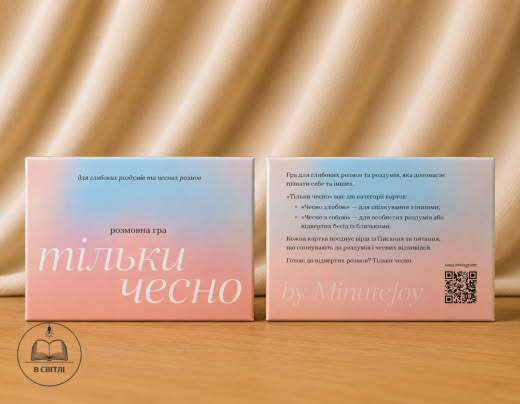 для глибоких роздумів та чесних розмов
розмовна гра
тільки
чесно
Гра для глибоких розмов та роздумів, яка допомагає
пізнати себе та інших.
«Тільки чесно» має дві категорії карток:
• «Чесно з тобою» — для спілкування з іншими;
• «Чесно з собою» — для особистих роздумів або
відвертих бесід із близькими.
Кожна картка поєднує вірш із Писання та питання,
що спонукають до роздумів і чесних відповідей.
Готові до відвертих розмов? Тільки чесно.
наш instagram
by MinuteJoy
В СВІТЛІ